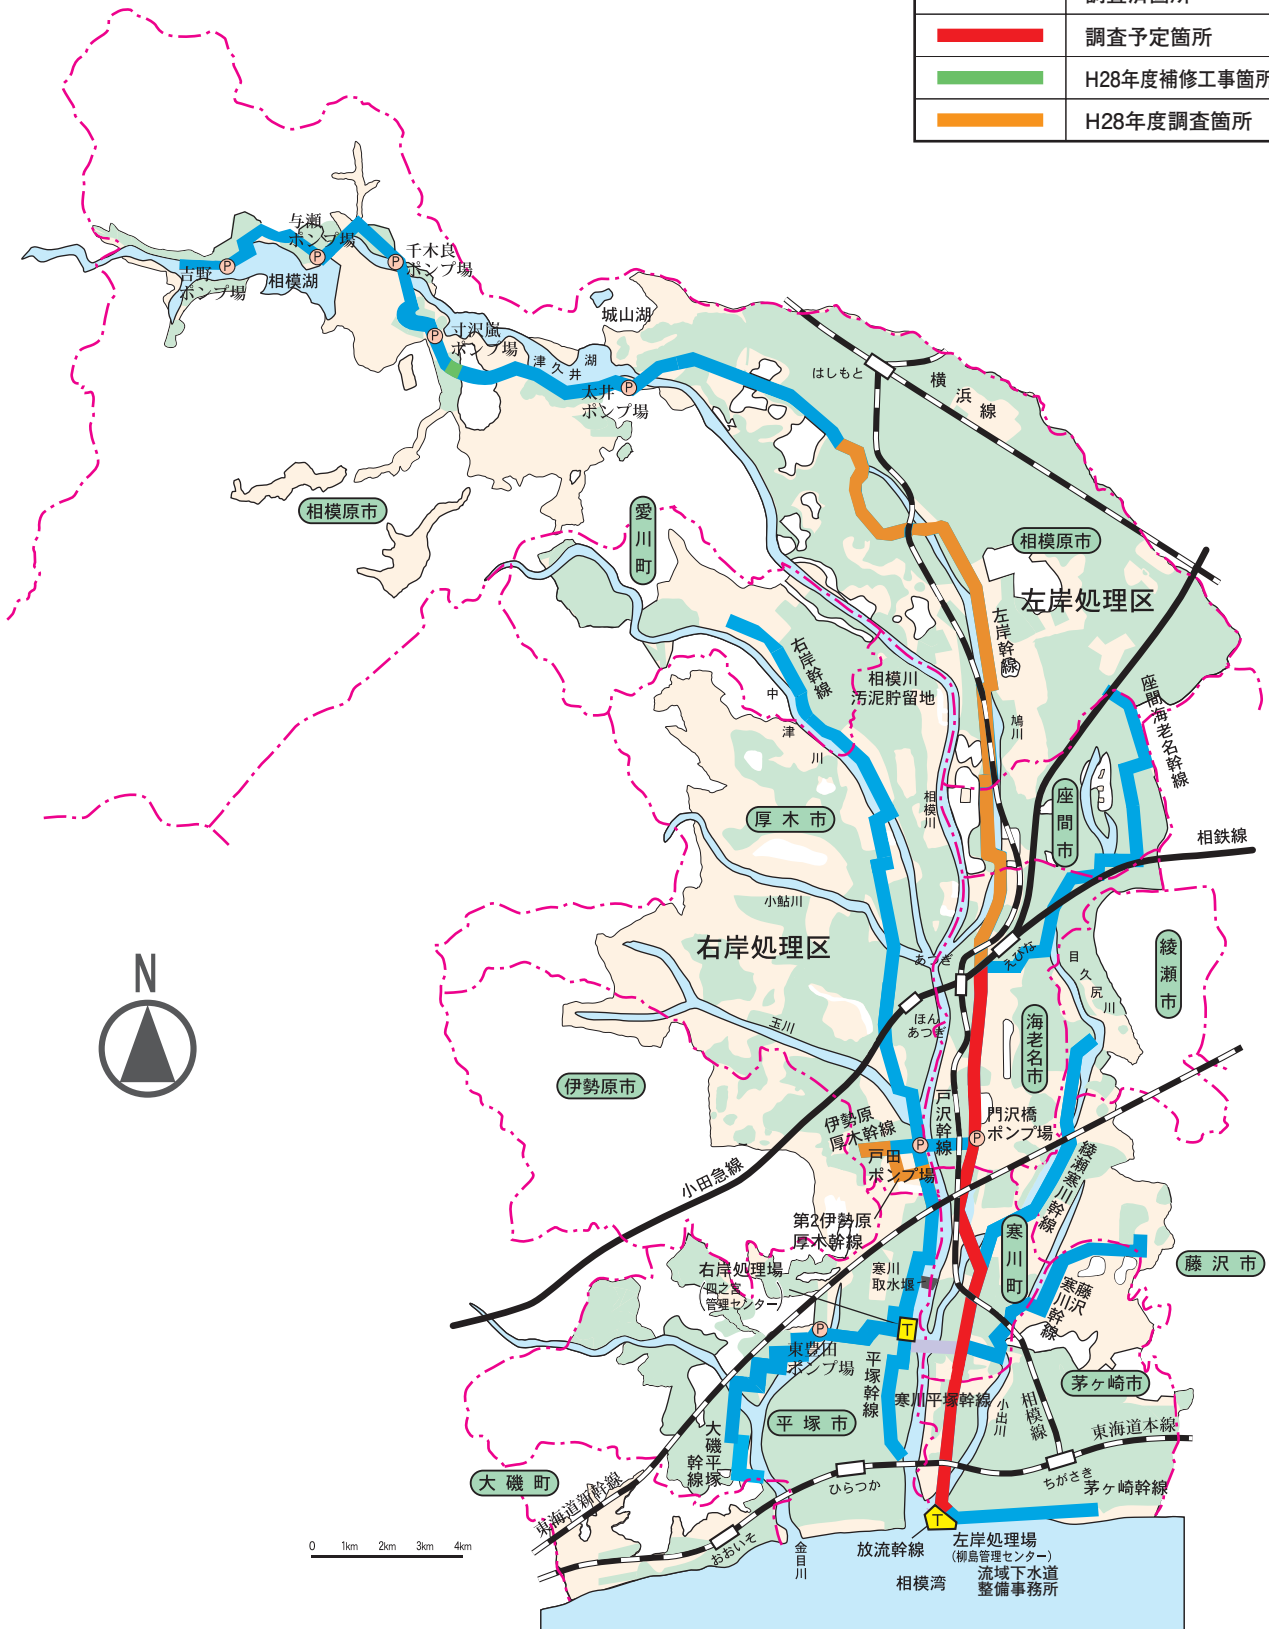 調査済箇所
調査予定箇所
H28年度補修工事箇所
H28年度調査箇所
与瀬
ポンプ場
千木良
ポンプ場
吉野
ポンプ場
相模湖
城山湖
寸沢嵐
ポンプ場
津久井湖
太井
ポンプ場
はしもと
横浜線
相模原市
愛川町
相模原市
左岸処理区
左岸幹線
右岸幹線
相模川
汚泥貯留地
中津川
鳩川
座間海老名幹線
相模川
座間市
厚木市
相鉄線
小鮎川
右岸処理区
あつぎ
えびな
目久尻川
綾瀬市
N
ほん
あつぎ
玉川
海老名市
伊勢原市
戸沢幹線
門沢橋
ポンプ場
伊勢原
厚木幹線
戸田
ポンプ場
綾瀬寒川幹線
小田急線
第2伊勢原
厚木幹線
寒川町
右岸処理場
(四之宮
管理センター)
寒川
取水堰
藤沢市
藤沢
寒川幹線
T
東豊田
ポンプ場
平塚幹線
寒川平塚幹線
小出川
相模線
茅ヶ崎市
平塚市
大磯平塚
幹線
東海道本線
大磯町
ひらつか
ちがさき
茅ヶ崎幹線
東海道新幹線
0 1km 2km 3km 4km
おおいそ
金目川
T
放流幹線
左岸処理場
(柳島管理センター)
流域下水道
整備事務所
相模湾
P
P
P
P
P
P
P
P